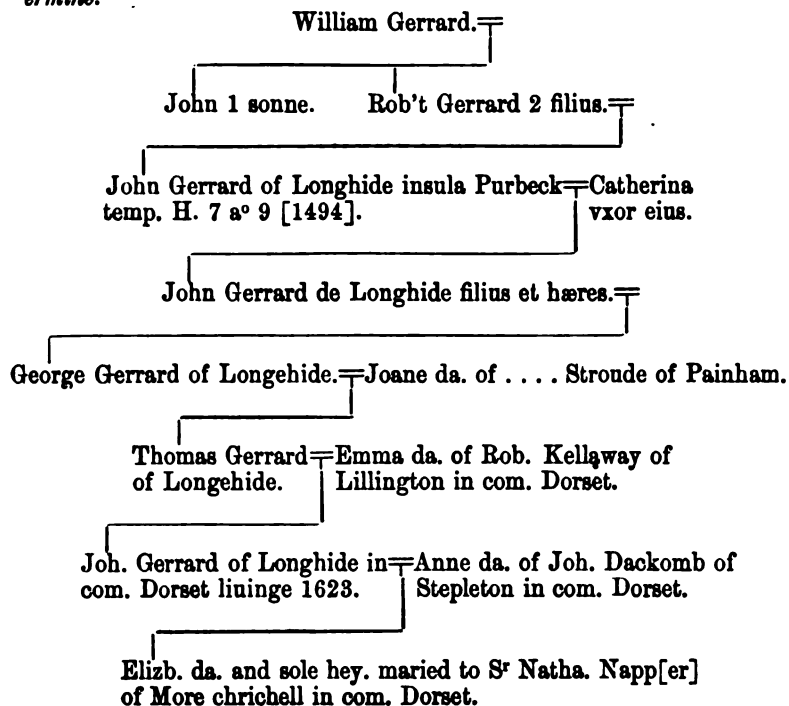 William Gerrard.
John 1 sonne. Rob't Gerrard 2 filius.
John Gerrard of Longhide insula Purbeck Catherina
temp. H. 7 aº 9 [1494]. vxor eius.
John Gerrard de Longhide filius et hæres.
George Gerrard of Longehide. Joane da. of . . . . Stroude of Painham.
Thomas Gerrard Emma da. of Rob. Kellaway of
of Longehide. Lillington in com. Dorset.
Joh. Gerrard of Longhide in Anne da. of Joh. Dackomb of
com. Dorset liuinge 1623. Stepleton in com. Dorset.
Elizb. da. and sole hey. maried to Sʳ Natha. Napp[er]
of More chrichell in com. Dorset.